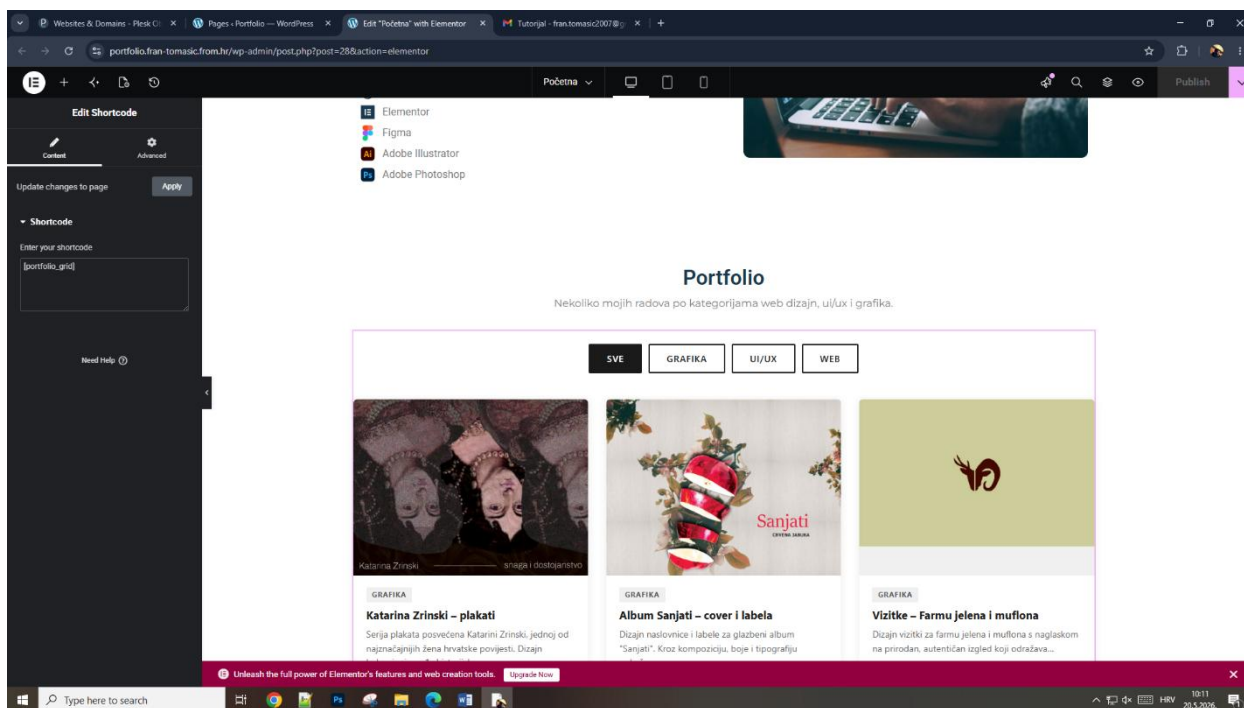 Websites & Domains - Plesk O
Pages ‹ Portfolio — WordPress
Edit "Početna" with Elementor
Tutorijal - fran.tomasic2007@g
portfolio.fran-tomasic.from.hr/wp-admin/post.php?post=28&action=elementor
Početna
Publish
Edit Shortcode
Content
Advanced
Update changes to page
Apply
Shortcode
Enter your shortcode
[portfolio_grid]
Need Help
Elementor
Figma
Ai Adobe Illustrator
Ps Adobe Photoshop
Portfolio
Nekoliko mojih radova po kategorijama web dizajn, ui/ux i grafika.
SVE
GRAFIKA
UI/UX
WEB
Katarina Zrinski
snaga i dostojanstvo
Sanjati
CRVENA JABUKA
GRAFIKA
Katarina Zrinski – plakati
Serija plakata posvećena Katarini Zrinski, jednoj od
najznačajnijih žena hrvatske povijesti. Dizajn
GRAFIKA
Album Sanjati – cover i labela
Dizajn naslovnice i labele za glazbeni album
"Sanjati". Kroz kompoziciju, boje i tipografiju
GRAFIKA
Vizitke – Farmu jelena i muflona
Dizajn vizitki za farmu jelena i muflona s naglaskom
na prirodan, autentičan izgled koji odražava...
Unleash the full power of Elementor's features and web creation tools.
Upgrade Now
Type here to search
Ps
HRV
10:11
20.5.2026.